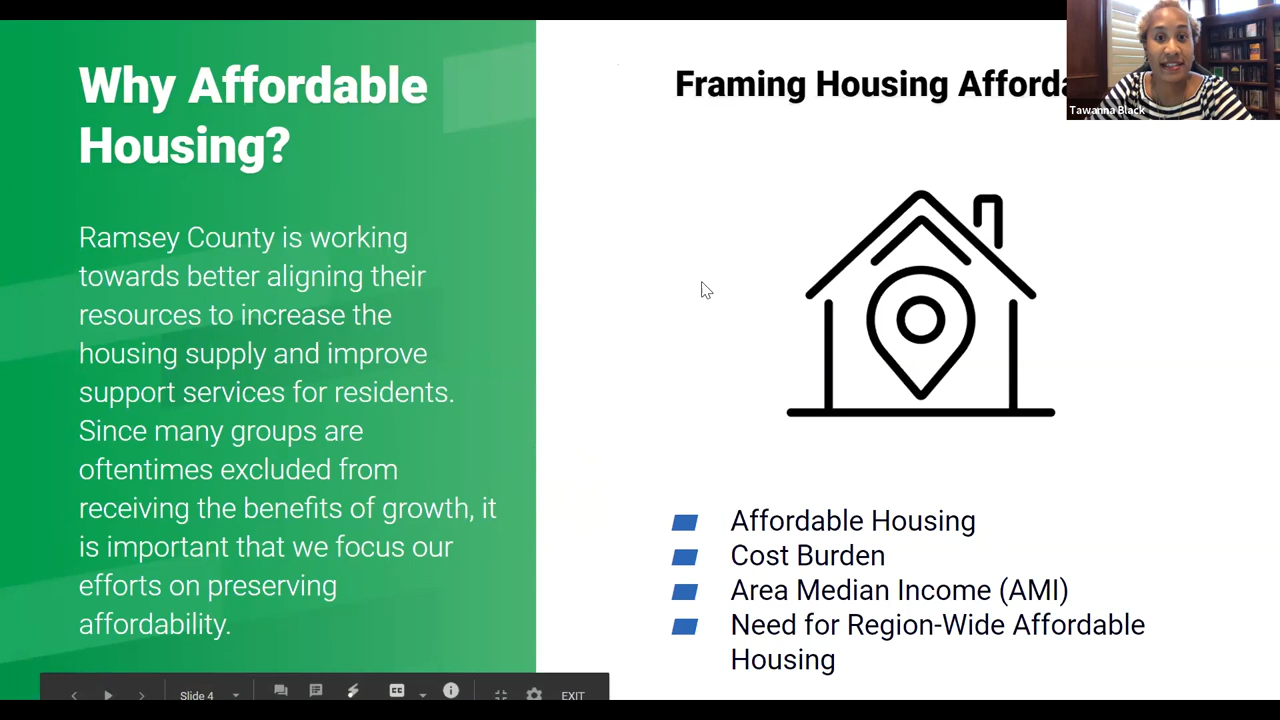 Why Affordable
Housing?
Ramsey County is working
towards better aligning their
resources to increase the
housing supply and improve
support services for residents.
Since many groups are
oftentimes excluded from
receiving the benefits of growth, it
is important that we focus our
efforts on preserving
affordability.
Framing Housing Afforda
Tawanna Black
Affordable Housing
Cost Burden
Area Median Income (AMI)
Need for Region-Wide Affordable
Housing
Slide 4
CC
EXIT